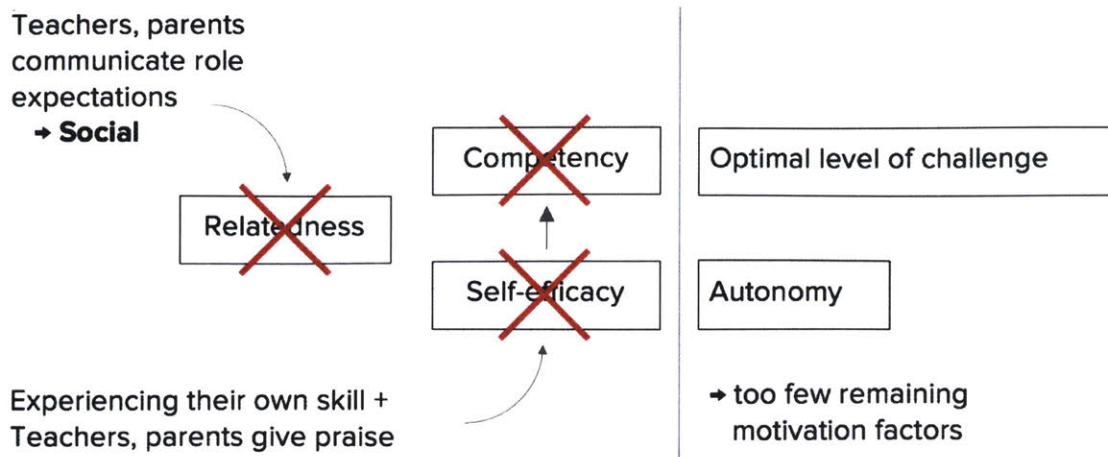 Teachers, parents
communicate role
expectations
→ Social
Competency
Optimal level of challenge
Relatedness
Self-efficacy
Autonomy
Experiencing their own skill +
Teachers, parents give praise
→ too few remaining
motivation factors